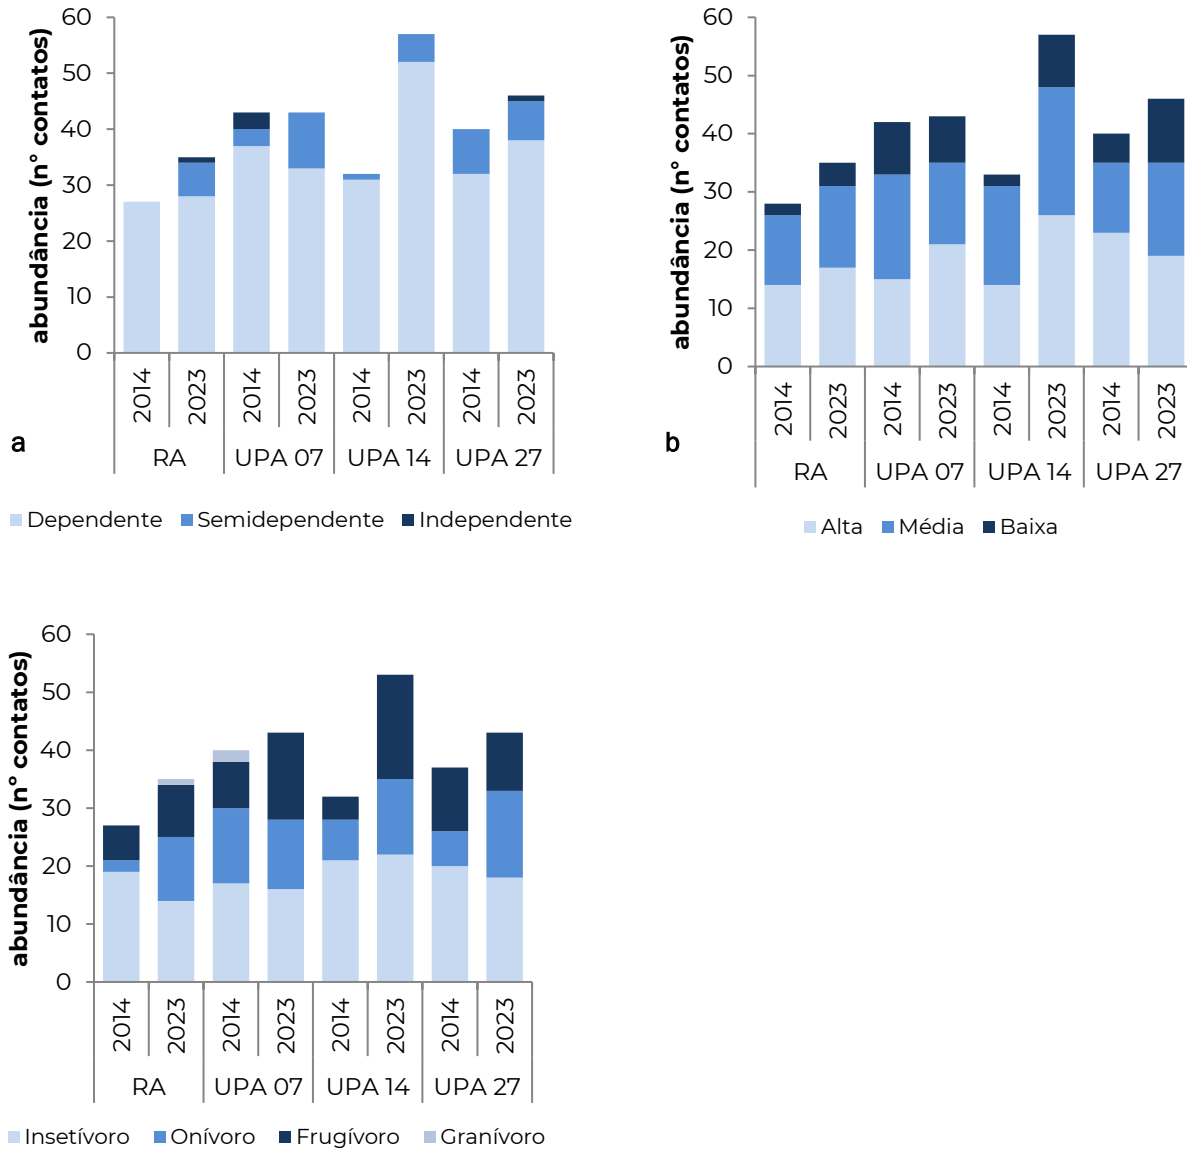 abundância (n° contatos)
60
50
40
30
20
10
0
2014 2023 2014 2023 2014 2023 2014 2023
RA UPA 07 UPA 14 UPA 27
a
Dependente Semidependente Independente
abundância (n° contatos)
60
50
40
30
20
10
0
2014 2023 2014 2023 2014 2023 2014 2023
RA UPA 07 UPA 14 UPA 27
b
Alta Média Baixa
abundância (n° contatos)
60
50
40
30
20
10
0
2014 2023 2014 2023 2014 2023 2014 2023
RA UPA 07 UPA 14 UPA 27
Insetívoro Onívoro Frugívoro Granívoro